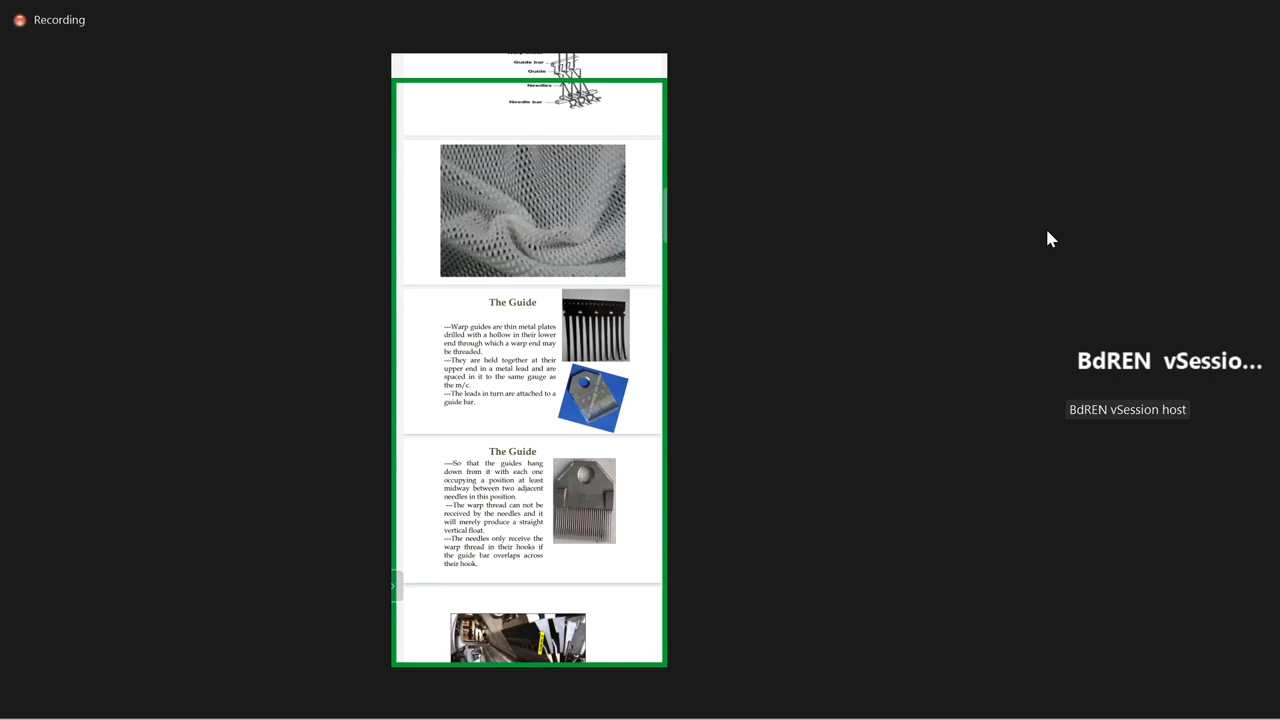 Recording
Guide bar
Guide
Needles
Needle bar
The Guide
---Warp guides are thin metal plates
drilled with a hollow in their lower
end through which a warp end may
be threaded.
---They are held together at their
upper end in a metal lead and are
spaced in it to the same gauge as
the m/c.
---The leads in turn are attached to a
guide bar.
The Guide
----So that the guides hang
down from it with each one
occupying a position at least
midway between two adjacent
needles in this position.
---The warp thread can not be
received by the needles and it
will merely produce a straight
vertical float.
---The needles only receive the
warp thread in their hooks if
the guide bar overlaps across
their hook.
BdREN vSessio...
BdREN vSession host